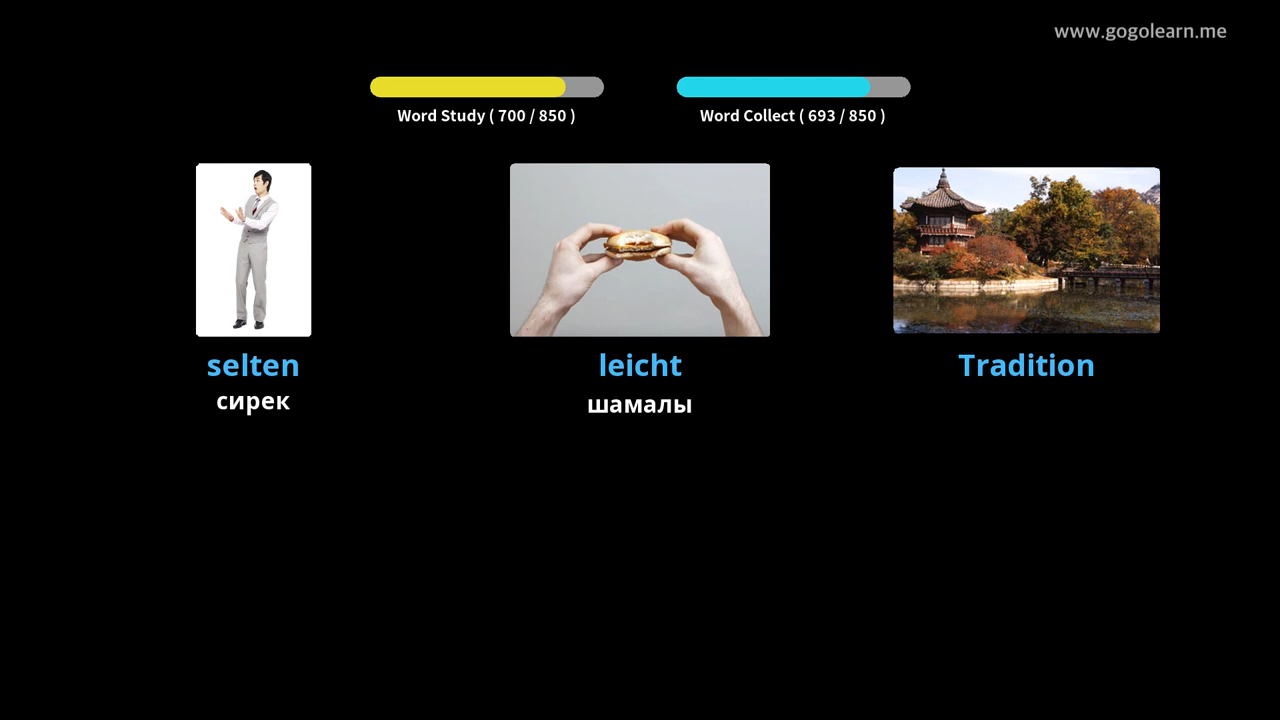 www.gogolearn.me
Word Study ( 700 / 850 )
Word Collect ( 693 / 850 )
selten
leicht
Tradition
сирек
шамалы